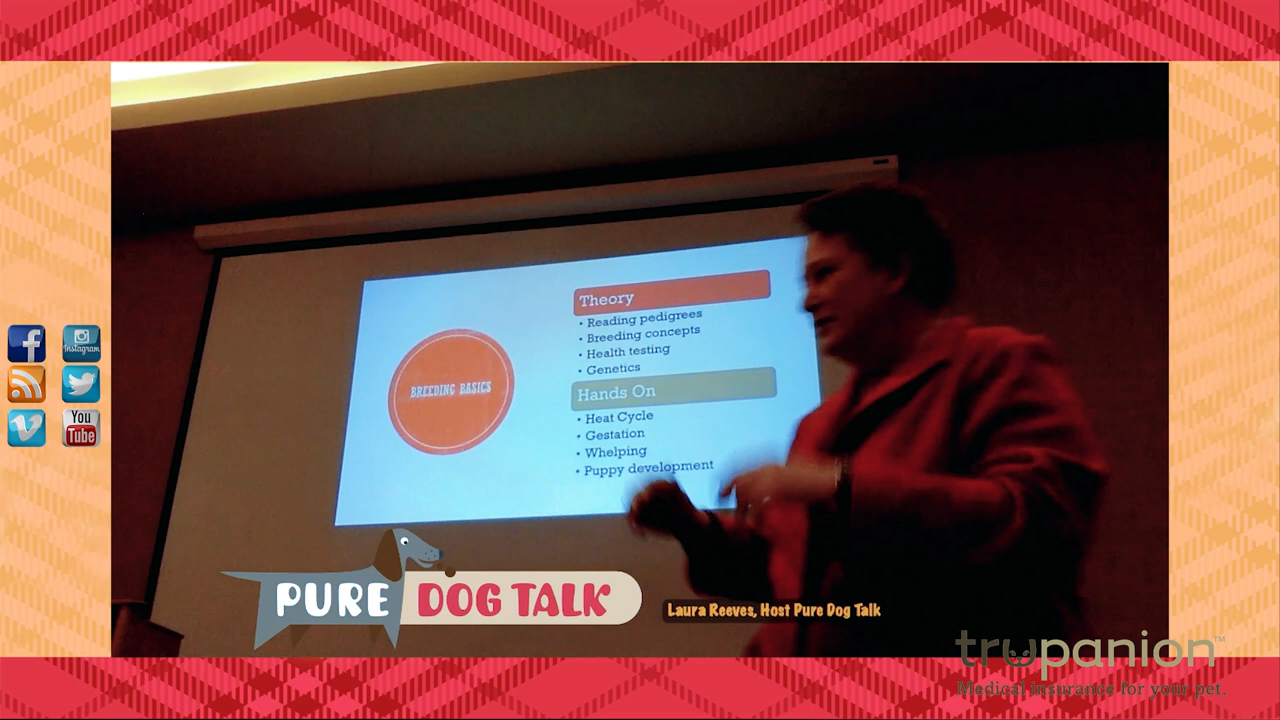 Theory
• Reading pedigrees
• Breeding concepts
• Health testing
• Genetics
BREEDING BASICS
Hands On
• Heat Cycle
• Gestation
• Whelping
• Puppy development
Instagram
You
Tube
PURE DOG TALK
Laura Reeves, Host Pure Dog Talk
trupanion™
Medical insurance for your pet.